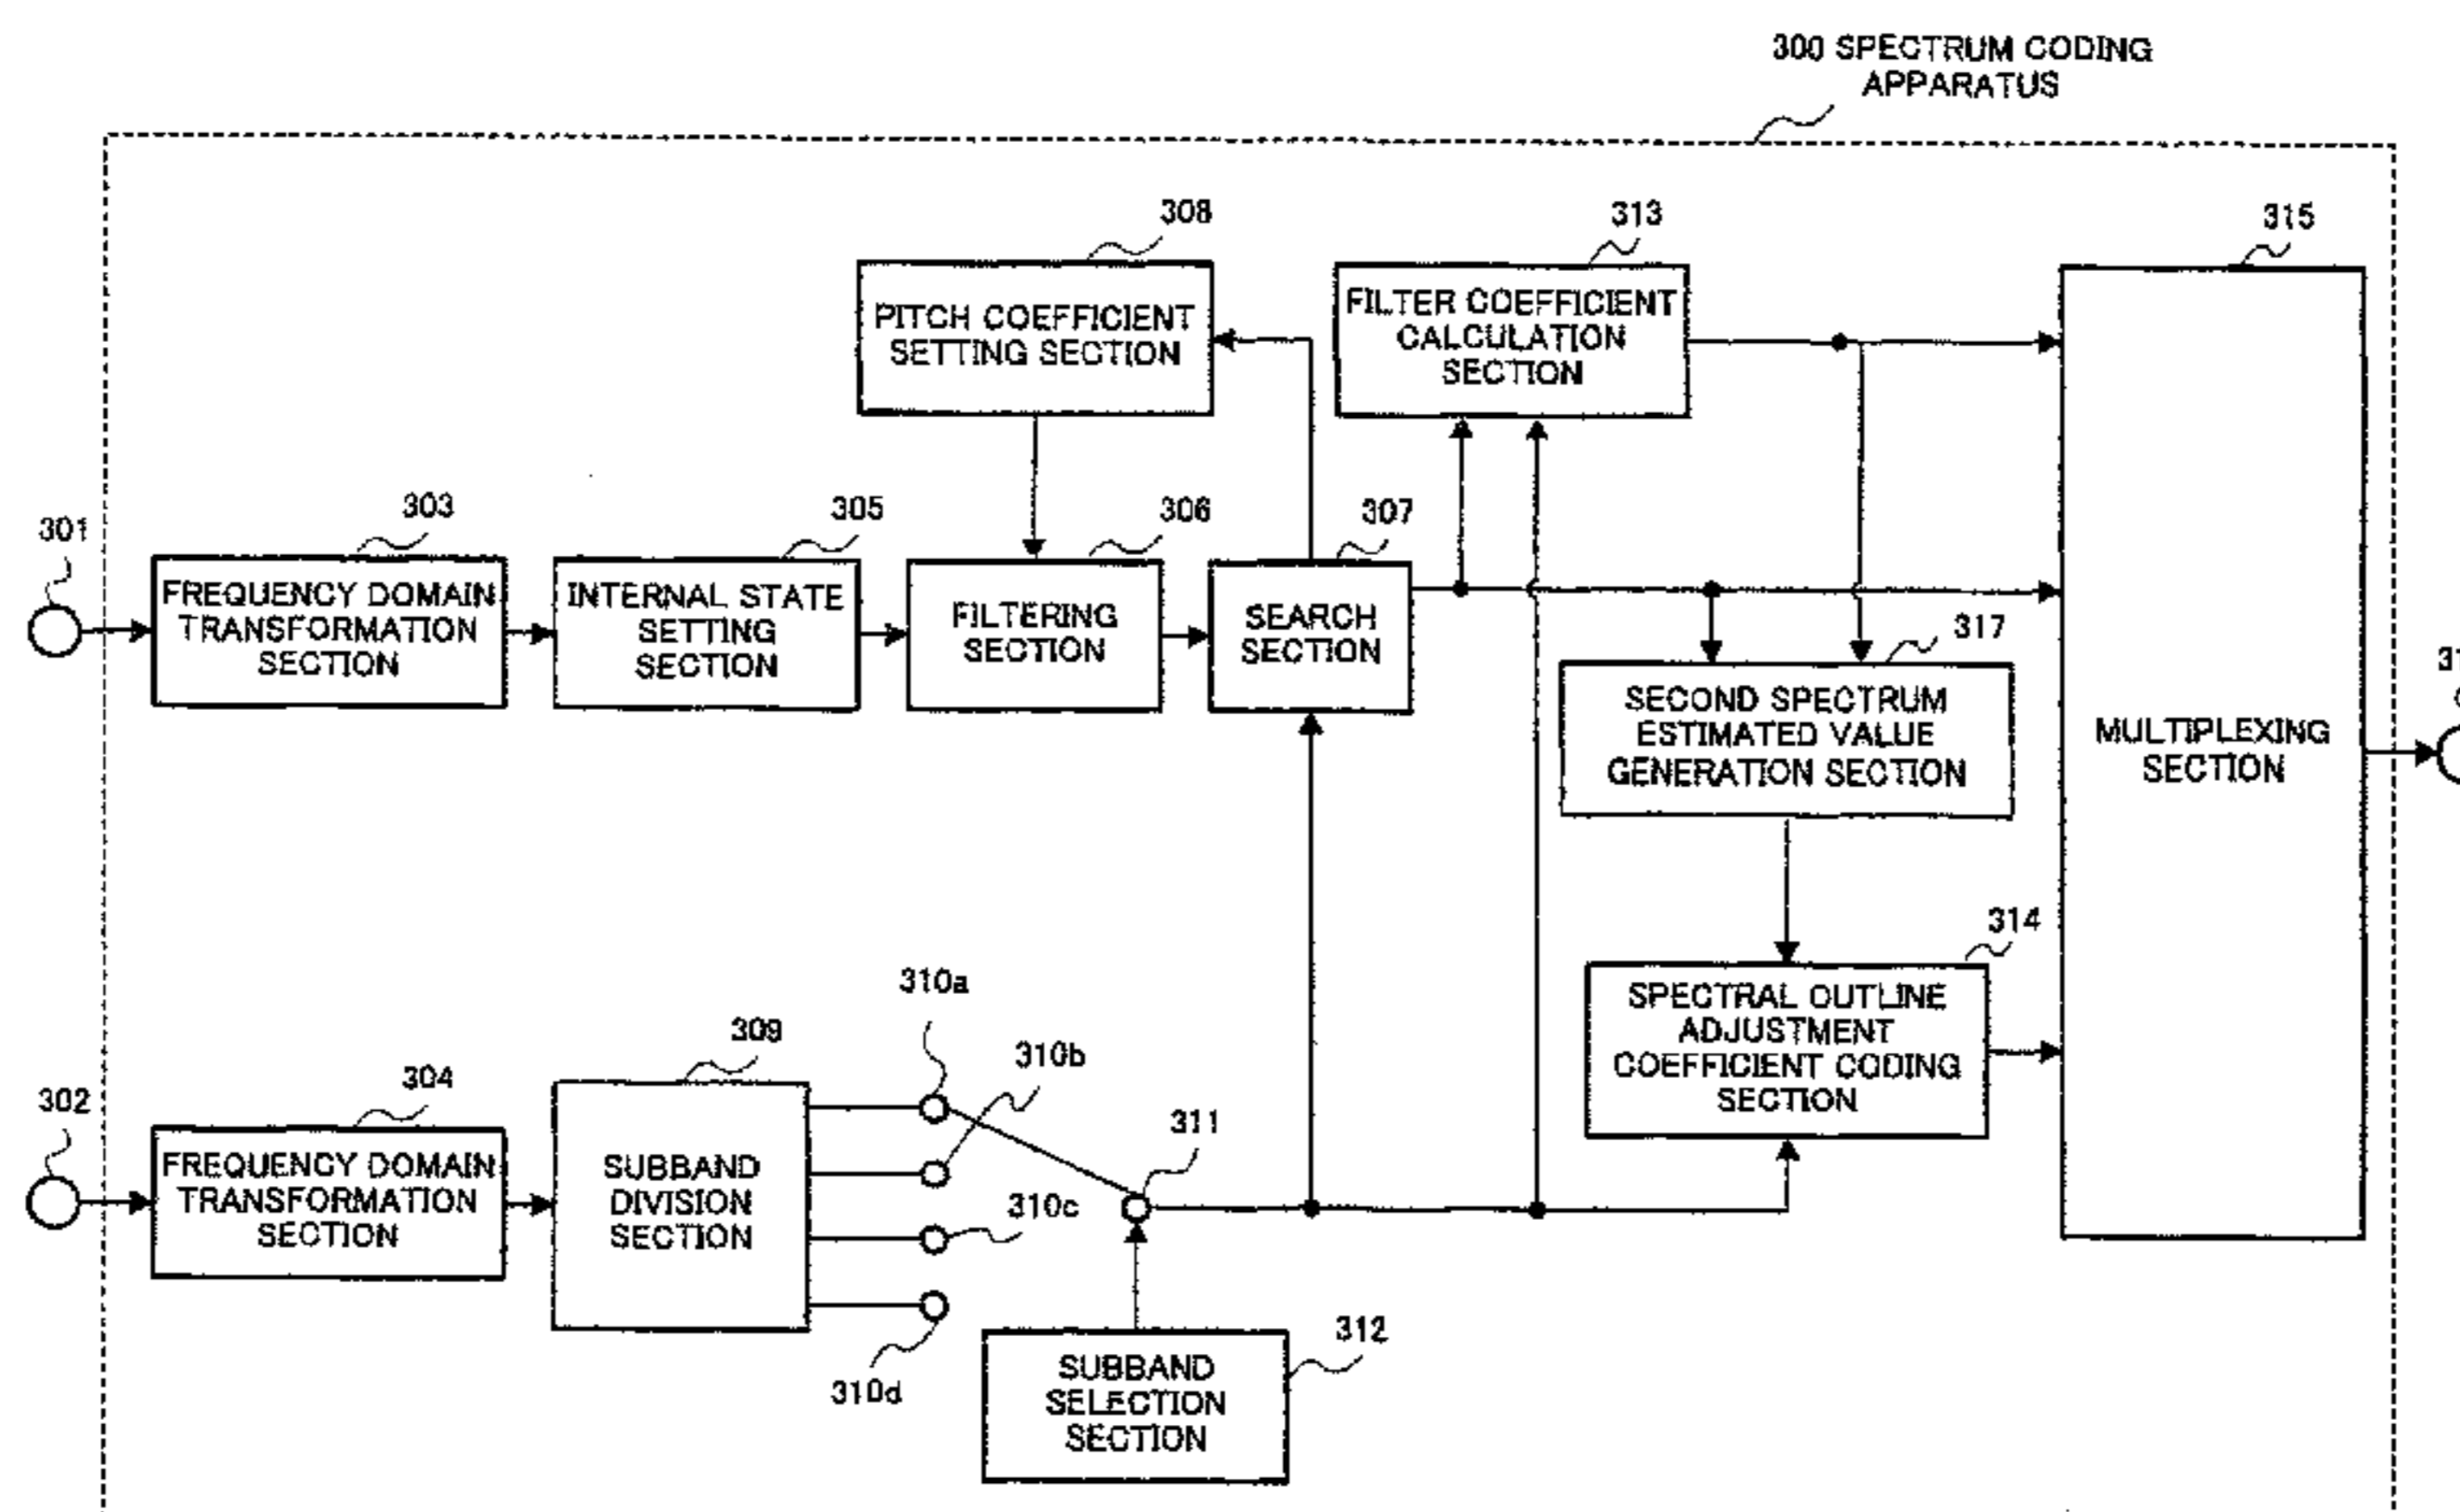 300 SPECTRUM CODING
APPARATUS
308
313
315
PITCH COEFFICIENT
SETTING SECTION
FILTER COEFFICIENT
CALCULATION
SECTION
301
303
305
306
307
FREQUENCY DOMAIN
TRANSFORMATION
SECTION
INTERNAL STATE
SETTING
SECTION
FILTERING
SECTION
SEARCH
SECTION
317
SECOND SPECTRUM
ESTIMATED VALUE
GENERATION SECTION
MULTIPLEXING
SECTION
314
SPECTRAL OUTLINE
ADJUSTMENT
COEFFICIENT CODING
SECTION
302
304
309
310a
310b
310c
310d
311
FREQUENCY DOMAIN
TRANSFORMATION
SECTION
SUBBAND
DIVISION
SECTION
312
SUBBAND
SELECTION
SECTION